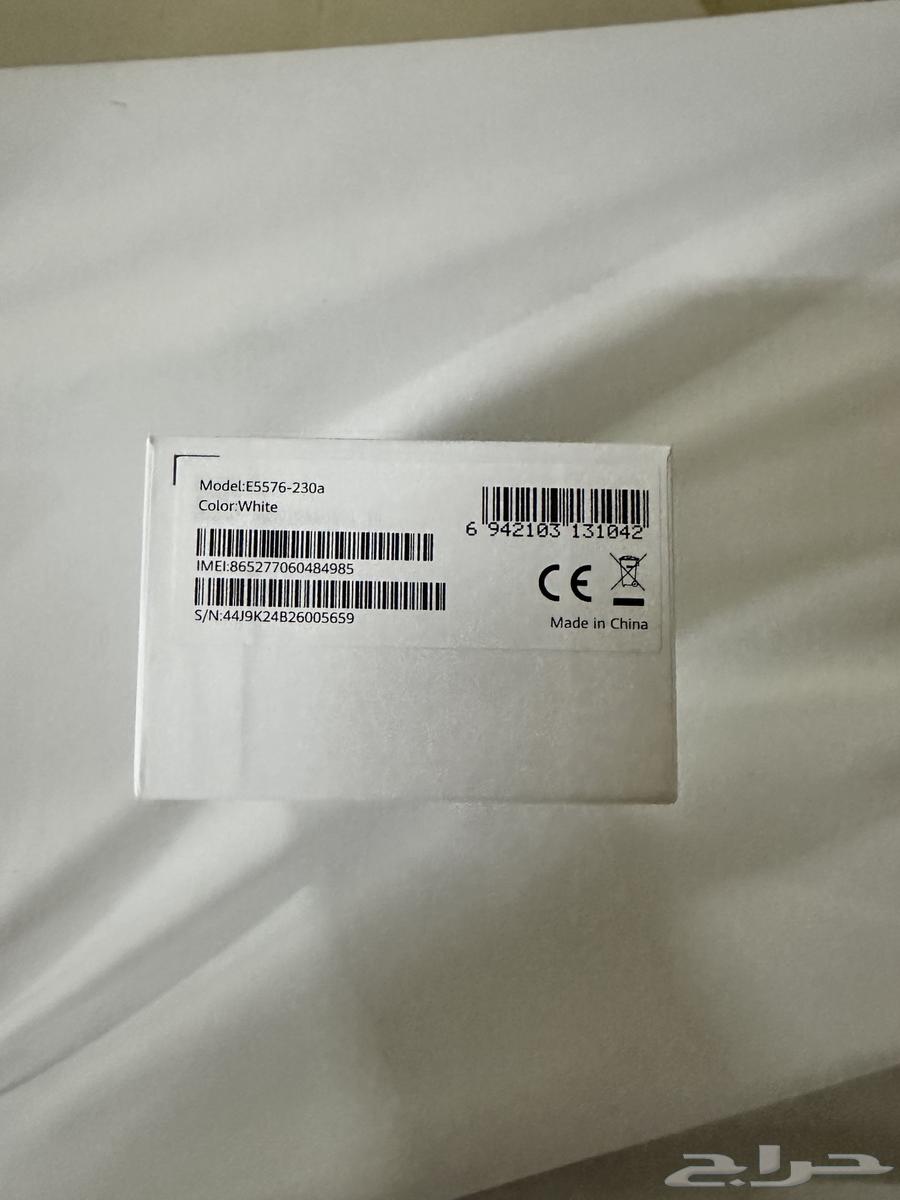 Model:E5576-230a
Color:White
IMEI:865277060484985
S/N:44J9K24B26005659
6 942103 131042
CE
Made in China
حراج